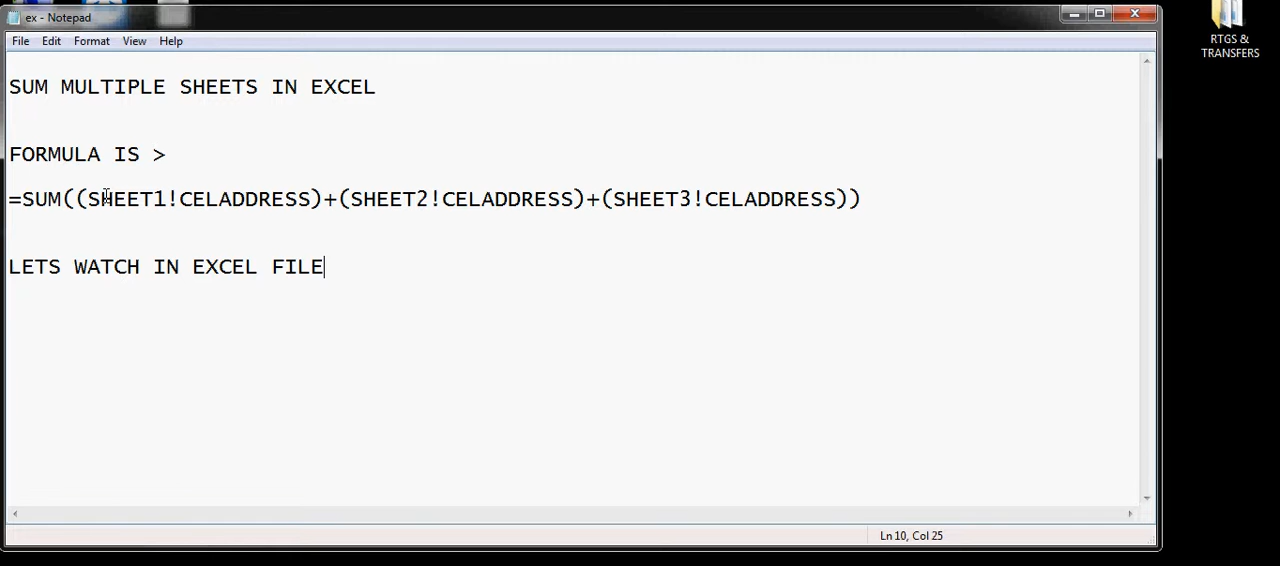 ex - Notepad
File Edit Format View Help
SUM MULTIPLE SHEETS IN EXCEL
FORMULA IS >
=SUM((SHEET1!CELADDRESS)+(SHEET2!CELADDRESS)+(SHEET3!CELADDRESS))
LETS WATCH IN EXCEL FILE
Ln 10, Col 25
RTGS &
TRANSFERS